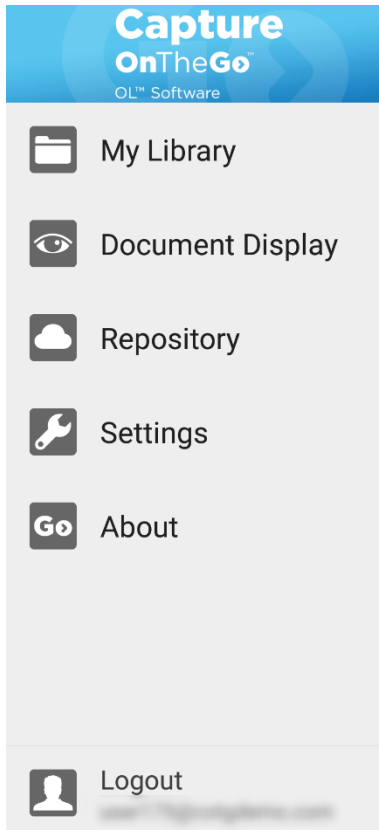 Capture
OnTheGo™
OL™ Software
My Library
Document Display
Repository
Settings
Go About
Logout